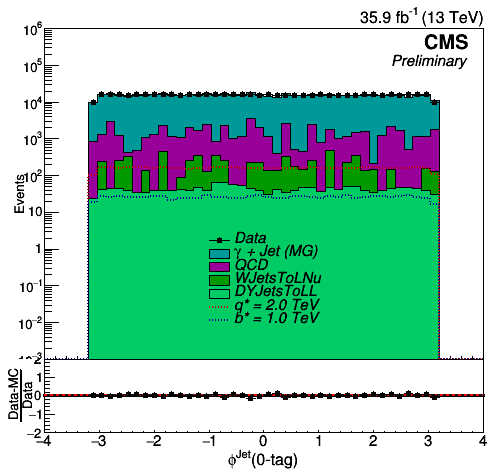 35.9 fb⁻¹ (13 TeV)
CMS
Preliminary
Events
10⁶
10⁵
10⁴
10³
10²
10
1
10⁻¹
10⁻²
Data
γ + Jet (MG)
QCD
WJetsToLNu
DYJetsToLL
q* = 2.0 TeV
b* = 1.0 TeV
Data-MC
Data
2
1
0
−1
−2
−4 −3 −2 −1 0 1 2 3 4
ϕ^Jet(0-tag)